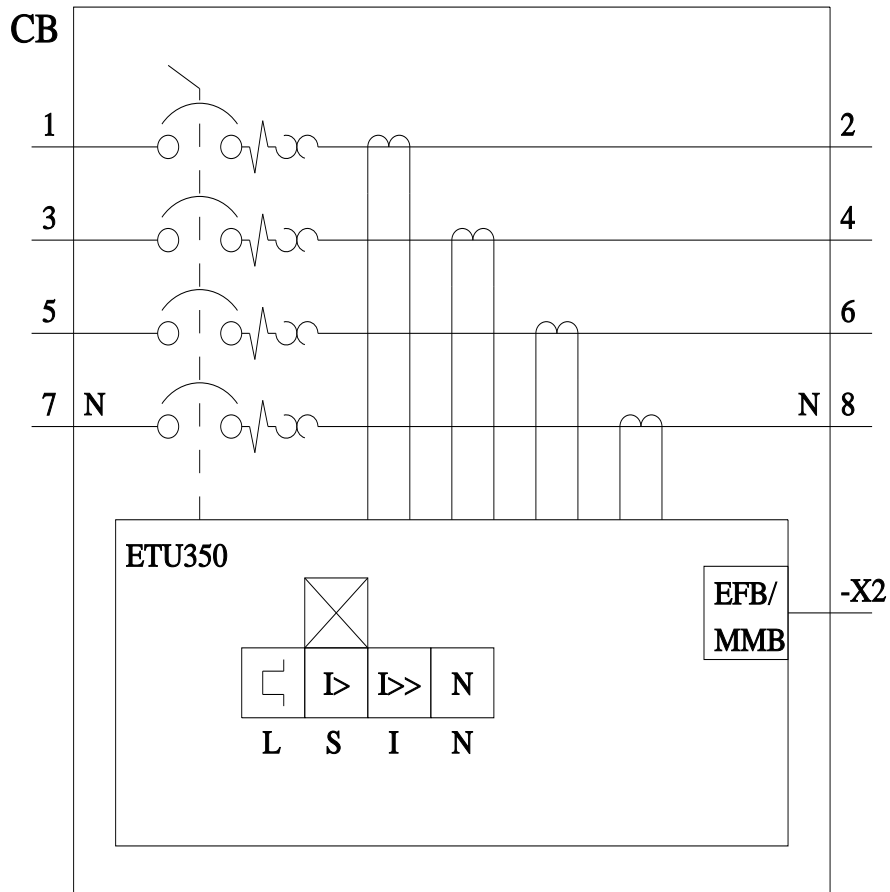 CB
1 2
3 4
5 6
7 N N 8
ETU350
EFB/ -X2
MMB
I> I>> N
L S I N